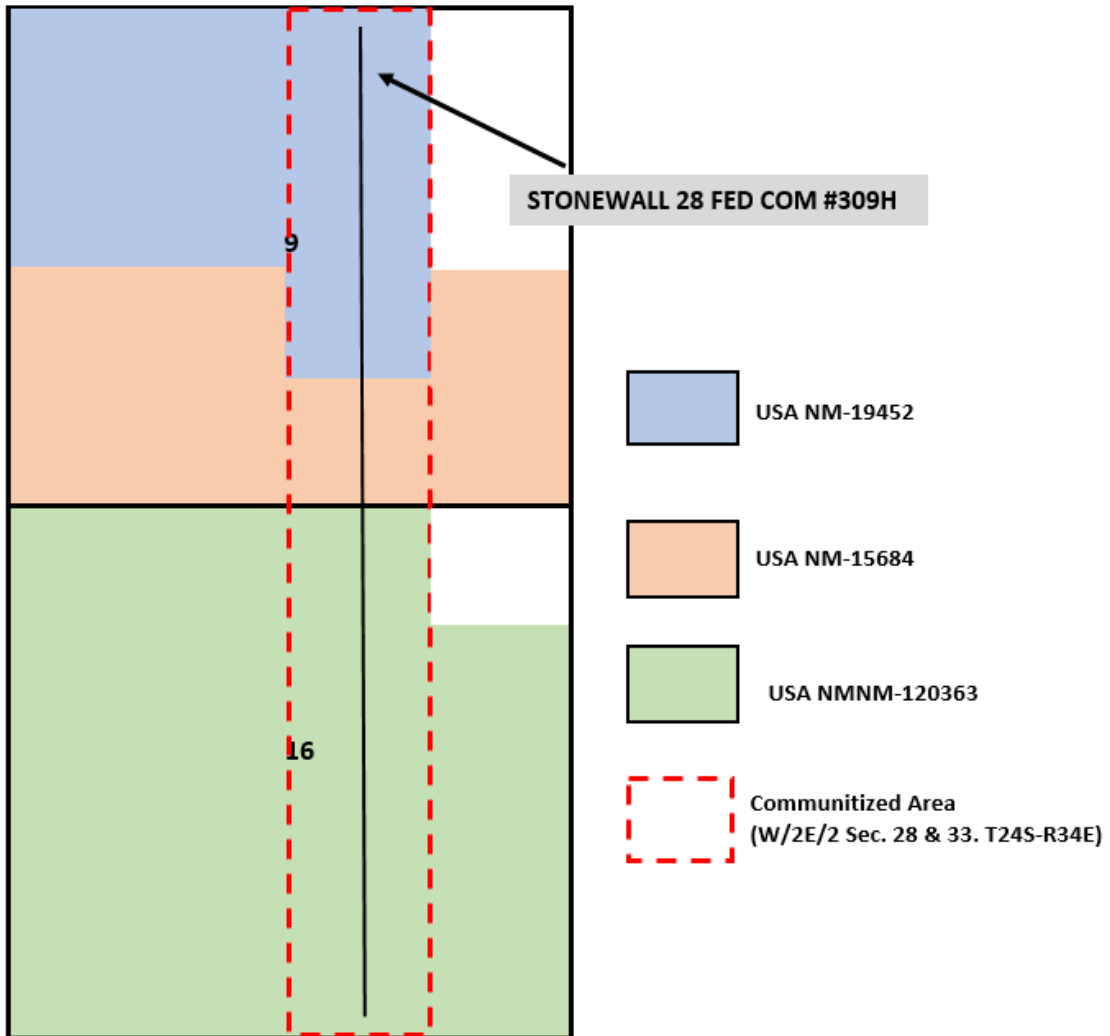 STONEWALL 28 FED COM #309H
9
USA NM-19452
USA NM-15684
USA NMNM-120363
16
Communitized Area
(W/2E/2 Sec. 28 & 33. T24S-R34E)